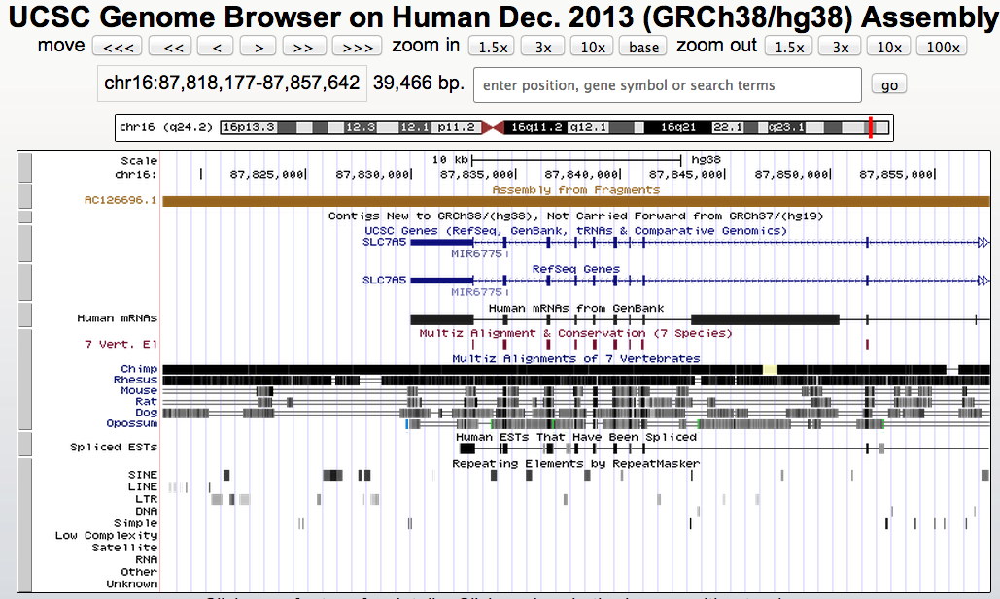 UCSC Genome Browser on Human Dec. 2013 (GRCh38/hg38) Assembly
move <<< << < > >> >>> zoom in 1.5x 3x 10x base zoom out 1.5x 3x 10x 100x
chr16:87,818,177-87,857,642 39,466 bp. enter position, gene symbol or search terms go
chr16 (q24.2) 16p13.3 12.3 12.1 p11.2 16q11.2 q12.1 16q21 22.1 q23.1
Scale 10 kb hg38
chr16: 87,825,000 87,830,000 87,835,000 87,840,000 87,845,000 87,850,000 87,855,000
Assembly from Fragments
AC126696.1
Contigs New to GRCh38/(hg38), Not Carried Forward from GRCh37/(hg19)
UCSC Genes (RefSeq, GenBank, tRNAs & Comparative Genomics)
SLC7A5
MIR6775
RefSeq Genes
SLC7A5
MIR6775
Human mRNAs from GenBank
Human mRNAs
Multiz Alignment & Conservation (7 Species)
7 Vert. El
Multiz Alignments of 7 Vertebrates
Chimp
Rhesus
Mouse
Rat
Dog
Opossum
Human ESTs That Have Been Spliced
Spliced ESTs
Repeating Elements by RepeatMasker
SINE
LINE
LTR
DNA
Simple
Low Complexity
Satellite
RNA
Other
Unknown